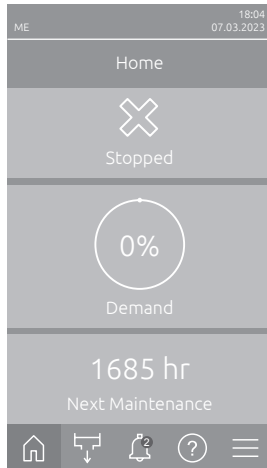 18:04
ME 07.03.2023
Home
Stopped
0%
Demand
1685 hr
Next Maintenance
2
?